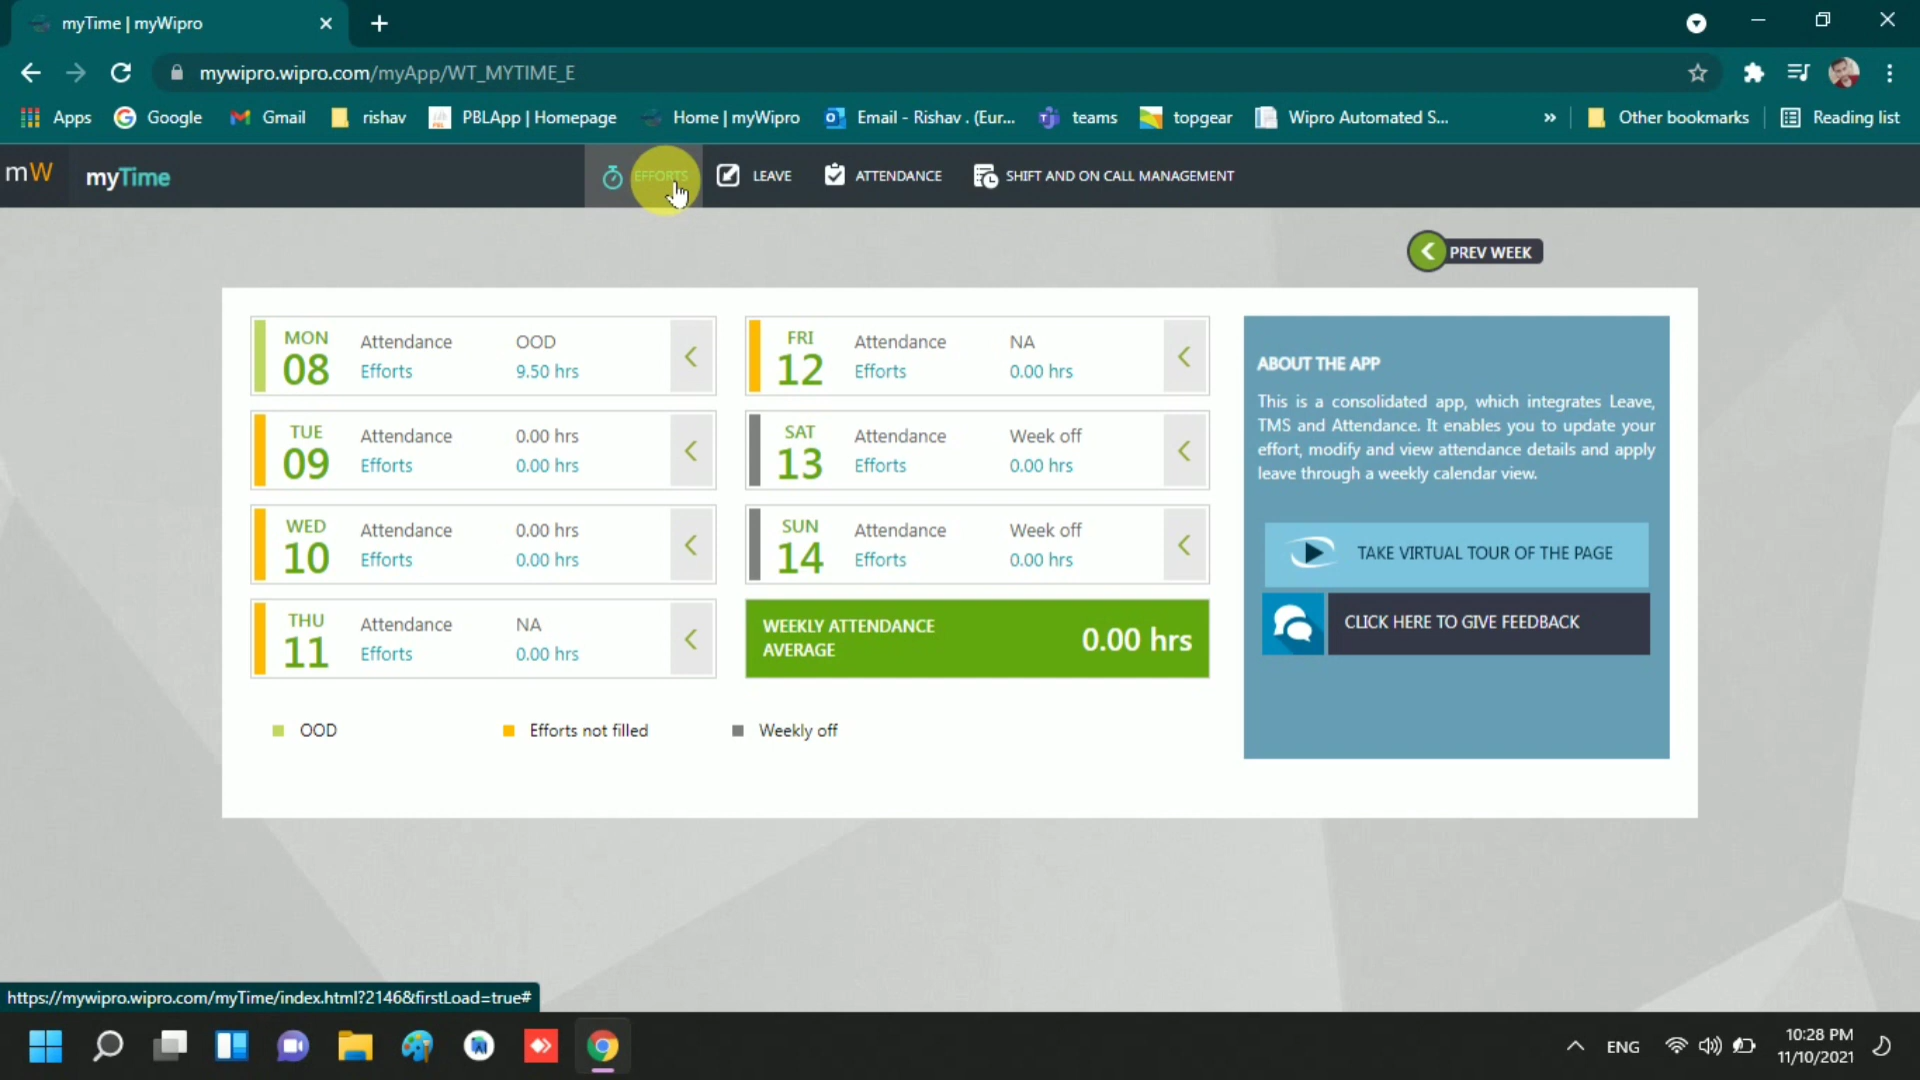 myTime | myWipro
mywipro.wipro.com/myApp/WT_MYTIME_E
Apps Google Gmail rishav PBLApp | Homepage Home | myWipro Email - Rishav . (Eur... teams topgear Wipro Automated S... » Other bookmarks Reading list
mW myTime EFFORTS LEAVE ATTENDANCE SHIFT AND ON CALL MANAGEMENT
PREV WEEK
MON 08 Attendance OOD
Efforts 9.50 hrs
TUE 09 Attendance 0.00 hrs
Efforts 0.00 hrs
WED 10 Attendance 0.00 hrs
Efforts 0.00 hrs
THU 11 Attendance NA
Efforts 0.00 hrs
FRI 12 Attendance NA
Efforts 0.00 hrs
SAT 13 Attendance Week off
Efforts 0.00 hrs
SUN 14 Attendance Week off
Efforts 0.00 hrs
WEEKLY ATTENDANCE
AVERAGE
0.00 hrs
OOD Efforts not filled Weekly off
ABOUT THE APP
This is a consolidated app, which integrates Leave,
TMS and Attendance. It enables you to update your
effort, modify and view attendance details and apply
leave through a weekly calendar view.
TAKE VIRTUAL TOUR OF THE PAGE
CLICK HERE TO GIVE FEEDBACK
https://mywipro.wipro.com/myTime/index.html?2146&firstLoad=true#
ENG
10:28 PM
11/10/2021